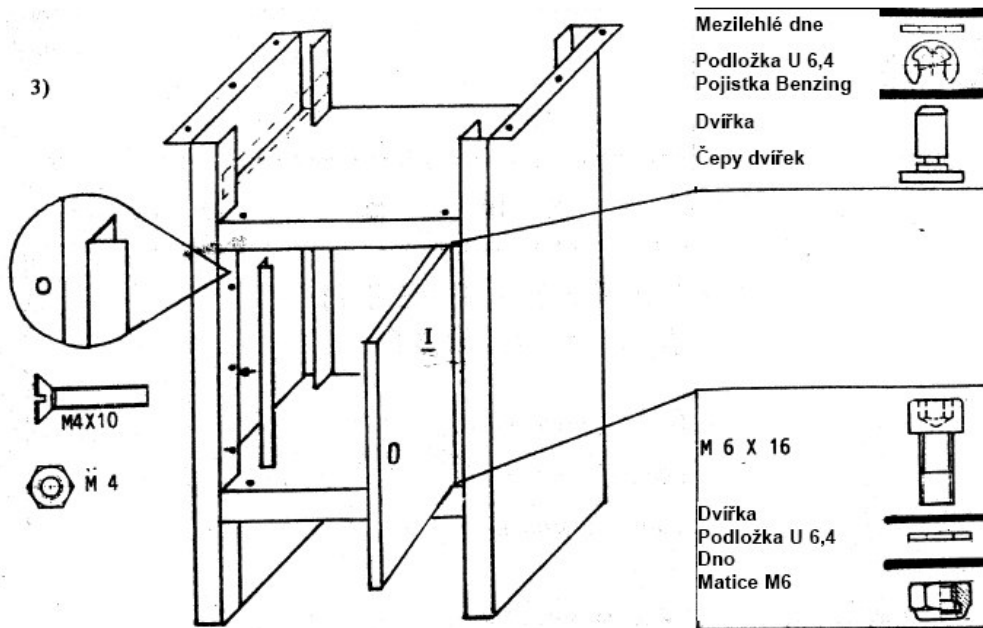 3)
M4X10
M 4
I
Mezilehlé dne
Podložka U 6,4
Pojistka Benzing
Dvířka
Čepy dvířek
M 6 X 16
Dvířka
Podložka U 6,4
Dno
Matice M6